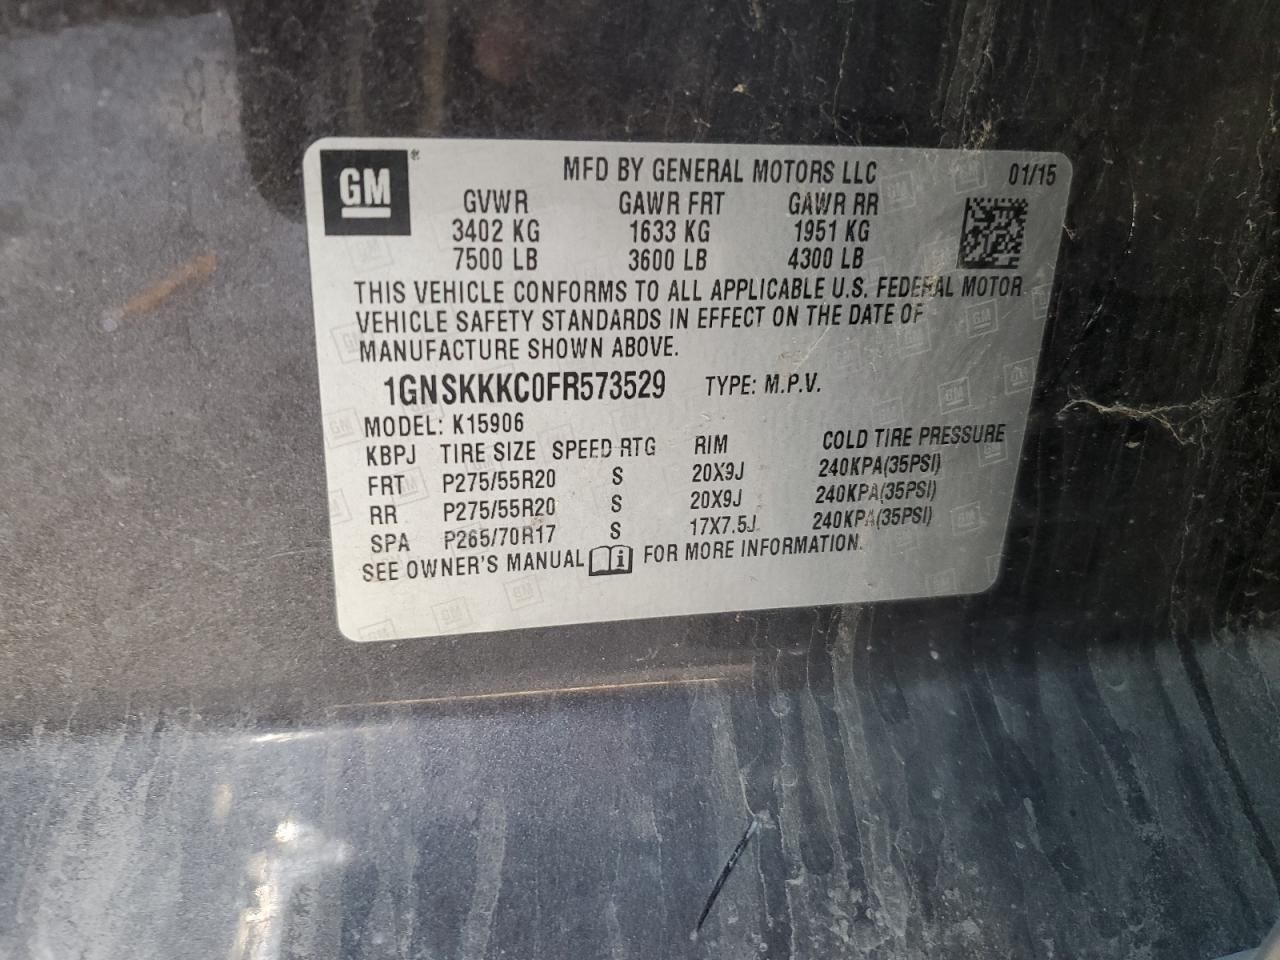 GM
MFD BY GENERAL MOTORS LLC 01/15
GVWR GAWR FRT GAWR RR
3402 KG 1633 KG 1951 KG
7500 LB 3600 LB 4300 LB
THIS VEHICLE CONFORMS TO ALL APPLICABLE U.S. FEDERAL MOTOR
VEHICLE SAFETY STANDARDS IN EFFECT ON THE DATE OF
MANUFACTURE SHOWN ABOVE.
1GNSKKKC0FR573529 TYPE: M.P.V.
MODEL: K15906
KBPJ TIRE SIZE SPEED RTG RIM COLD TIRE PRESSURE
FRT P275/55R20 S 20X9J 240KPA(35PSI)
RR P275/55R20 S 20X9J 240KPA(35PSI)
SPA P265/70R17 S 17X7.5J 240KPA(35PSI)
SEE OWNER'S MANUAL i FOR MORE INFORMATION.